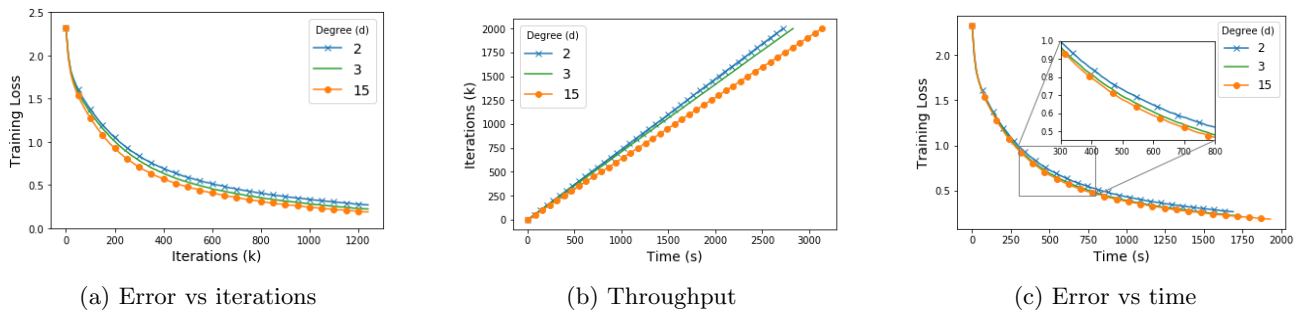 2.5
2.0
1.5
1.0
0.5
0.0
Training Loss
Degree (d)
2
3
15
0 200 400 600 800 1000 1200
Iterations (k)
(a) Error vs iterations
2000
1750
1500
1250
1000
750
500
250
0
Iterations (k)
Degree (d)
2
3
15
0 500 1000 1500 2000 2500 3000
Time (s)
(b) Throughput
2.0
1.5
1.0
0.5
Training Loss
Degree (d)
2
3
15
1.0
0.9
0.8
0.7
0.6
0.5
300 400 500 600 700 800
0 250 500 750 1000 1250 1500 1750 2000
Time (s)
(c) Error vs time